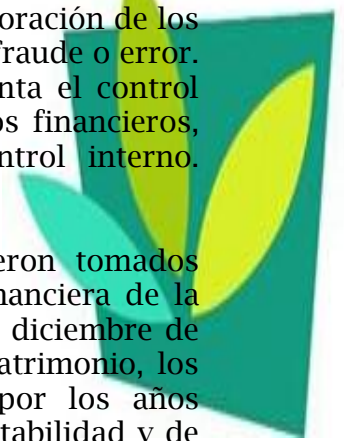 oración de los
fraude o error.
nta el control
os financieros,
ntrol interno.
eron tomados
nanciera de la
diciembre de
atrimonio, los
por los años
tabilidad y de